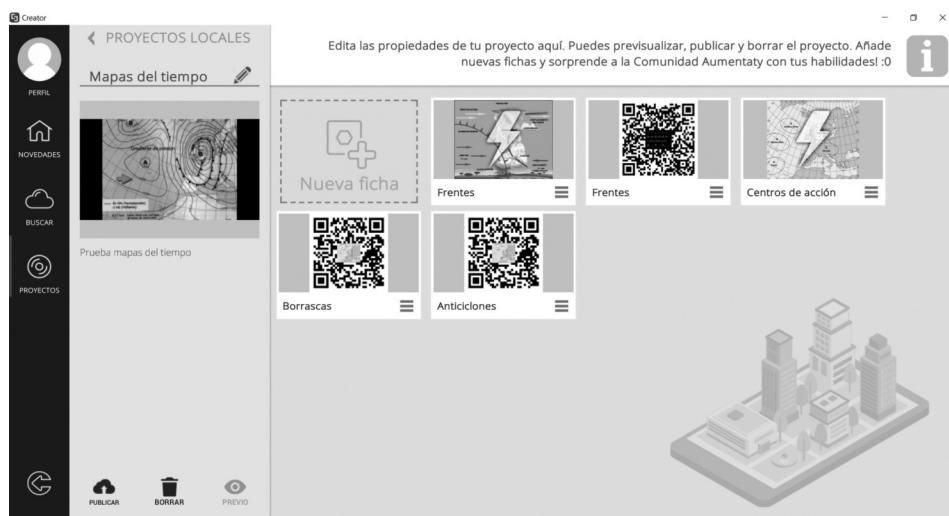 Creator
PROYECTOS LOCALES
Mapas del tiempo
Prueba mapas del tiempo
PUBLICAR
BORRAR
PREVIO
PERFIL
NOVEDADES
BUSCAR
PROYECTOS
Edita las propiedades de tu proyecto aquí. Puedes previsualizar, publicar y borrar el proyecto. Añade
nuevas fichas y sorprende a la Comunidad Aumentaty con tus habilidades! :0
Nueva ficha
Frentes
Frentes
Centros de acción
Borrascas
Anticiclones